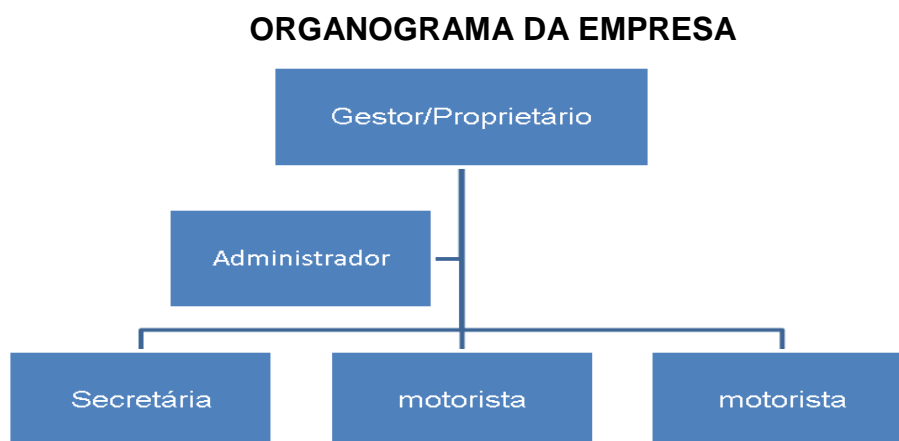 ORGANOGRAMA DA EMPRESA
Gestor/Proprietário
Administrador
Secretária
motorista
motorista